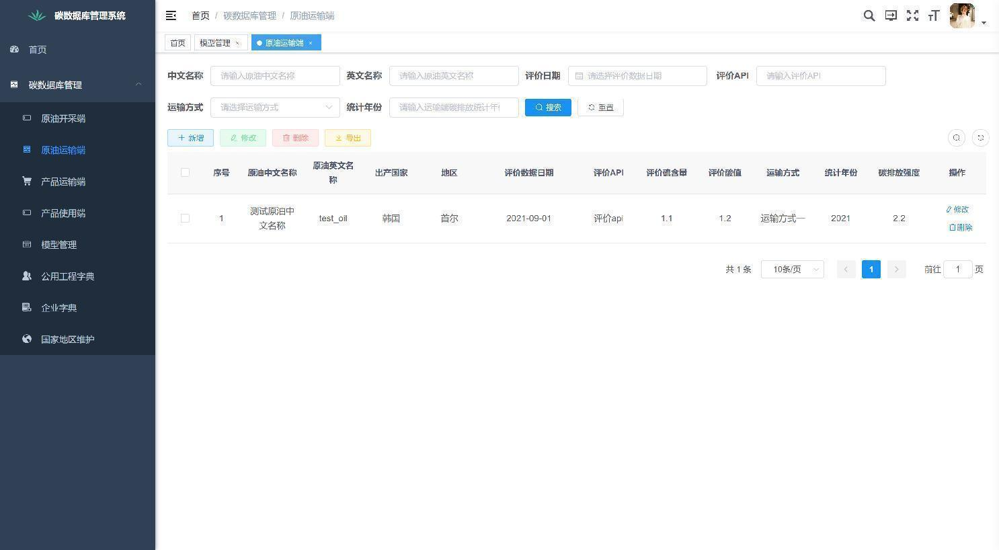 碳数据库管理系统
首页
碳数据库管理
原油开采端
原油运输端
产品运输端
产品使用端
模型管理
公用工程字典
企业字典
国家地区维护
首页 / 碳数据库管理 / 原油运输端
首页 模型管理 × 原油运输端 ×
中文名称 请输入原油中文名称 英文名称 请输入原油英文名称 评价日期 请选择评价数据日期 评价API 请输入评价API
运输方式 请选择运输方式 统计年份 请输入运输端碳排放统计年份 搜索 重置
新增 修改 删除 导出
序号 原油中文名称 原油英文名称 出产国家 地区 评价数据日期 评价API 评价硫含量 评价酸值 运输方式 统计年份 碳排放强度 操作
1 测试原油中文名称 test_oil 韩国 首尔 2021-09-01 评价api 1.1 1.2 运输方式一 2021 2.2 修改 删除
共 1 条 10条/页 1 前往 1 页